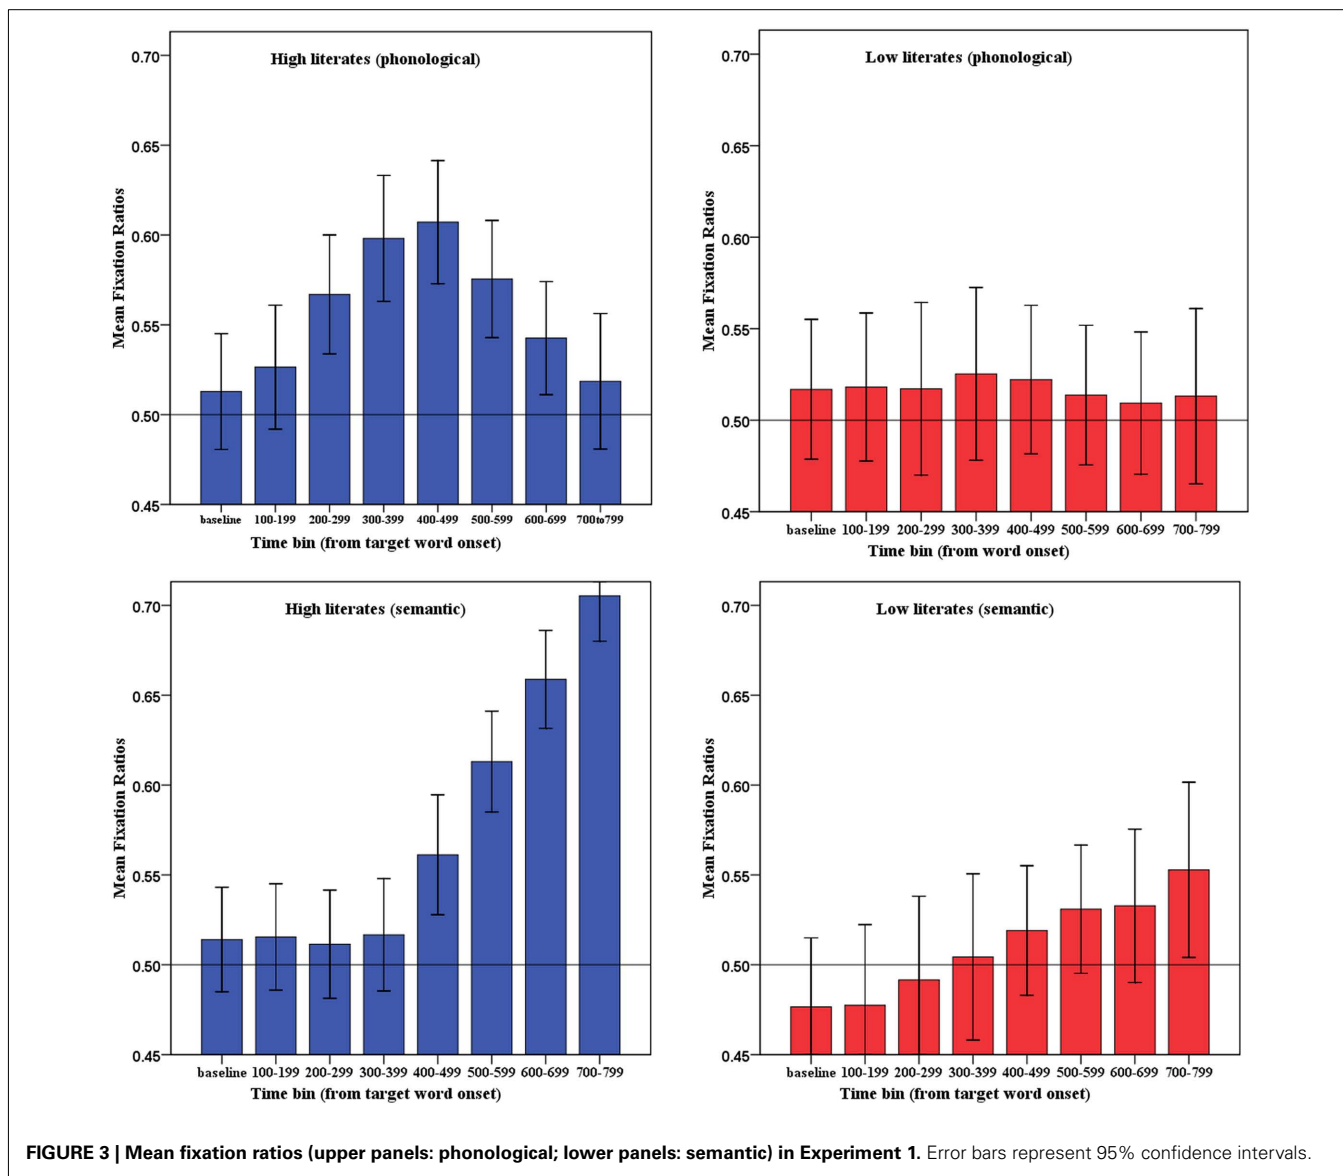 High literates (phonological)
Mean Fixation Ratios
0.70
0.65
0.60
0.55
0.50
0.45
baseline 100-199 200-299 300-399 400-499 500-599 600-699 700to799
Time bin (from target word onset)
Low literates (phonological)
Mean Fixation Ratios
0.70
0.65
0.60
0.55
0.50
0.45
baseline 100-199 200-299 300-399 400-499 500-599 600-699 700-799
Time bin (from word onset)
High literates (semantic)
Mean Fixation Ratios
0.70
0.65
0.60
0.55
0.50
0.45
baseline 100-199 200-299 300-399 400-499 500-599 600-699 700-799
Time bin (from target word onset)
Low literates (semantic)
Mean Fixation Ratios
0.70
0.65
0.60
0.55
0.50
0.45
baseline 100-199 200-299 300-399 400-499 500-599 600-699 700-799
Time bin (from target word onset)
FIGURE 3 | Mean fixation ratios (upper panels: phonological; lower panels: semantic) in Experiment 1. Error bars represent 95% confidence intervals.